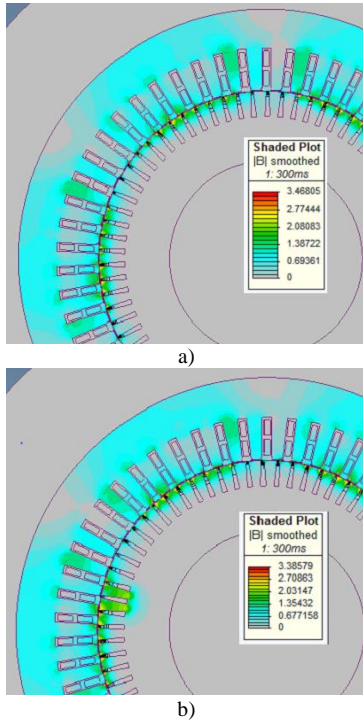 Shaded Plot
|B| smoothed
1: 300ms
3.46805
2.77444
2.08083
1.38722
0.69361
0
a)
Shaded Plot
|B| smoothed
1: 300ms
3.38579
2.70863
2.03147
1.35432
0.677158
0
b)